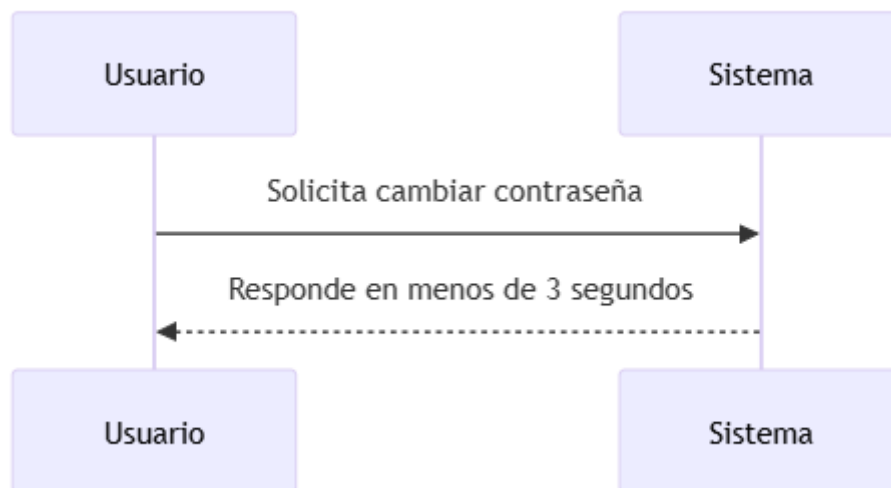 Usuario
Sistema
Solicita cambiar contraseña
Responde en menos de 3 segundos
Usuario
Sistema